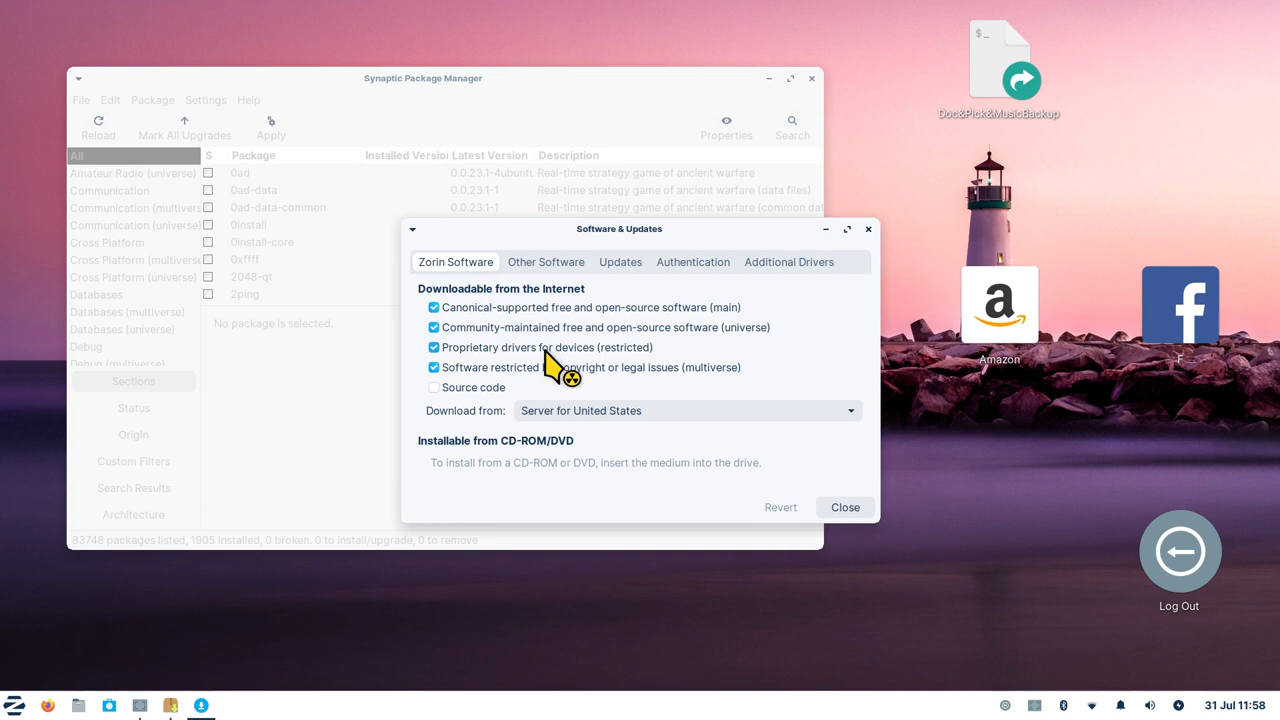 $_
Doc&Pick&MusicBackup
Synaptic Package Manager
File Edit Package Settings Help
Reload Mark All Upgrades Apply Properties Search
All S Package Installed Versio Latest Version Description
Amateur Radio (universe) 0ad 0.0.23.1-4ubuntu Real-time strategy game of ancient warfare
Communication 0ad-data 0.0.23.1-1 Real-time strategy game of ancient warfare (data files)
Communication (multivers 0ad-data-common 0.0.23.1-1 Real-time strategy game of ancient warfare (common dat
Communication (universe) 0install
Cross Platform 0install-core
Cross Platform (multiverse 0xffff
Cross Platform (universe) 2048-qt
Databases 2ping
Databases (multiverse) No package is selected.
Databases (universe)
Debug
Debug (multiverse)
Sections
Status
Origin
Custom Filters
Search Results
Architecture
83748 packages listed, 1905 installed, 0 broken. 0 to install/upgrade, 0 to remove
Software & Updates
Zorin Software Other Software Updates Authentication Additional Drivers
Downloadable from the Internet
Canonical-supported free and open-source software (main)
Community-maintained free and open-source software (universe)
Proprietary drivers for devices (restricted)
Software restricted copyright or legal issues (multiverse)
Source code
Download from: Server for United States
Installable from CD-ROM/DVD
To install from a CD-ROM or DVD, insert the medium into the drive.
Revert Close
a
Amazon
f
F...
Log Out
31 Jul 11:58